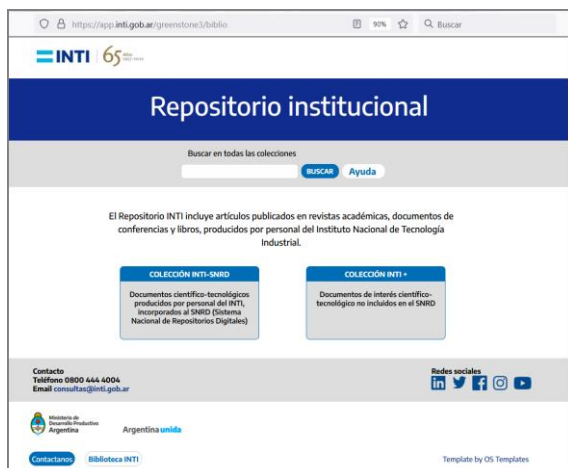 https://app.inti.gob.ar/greenstone3/biblio
90%
Buscar
INTI
65
Repositorio institucional
Buscar en todas las colecciones
BUSCAR
Ayuda
El Repositorio INTI incluye artículos publicados en revistas académicas, documentos de
conferencias y libros, producidos por personal del Instituto Nacional de Tecnología
Industrial.
COLECCIÓN INTI-SNRD
Documentos científico-tecnológicos
producidos por personal del INTI,
incorporados al SNRD (Sistema
Nacional de Repositorios Digitales)
COLECCIÓN INTI +
Documentos de interés científico-
tecnológico no incluidos en el SNRD
Contacto
Teléfono 0800 444 4004
Email consultas@inti.gob.ar
Redes sociales
Ministerio de
Desarrollo Productivo
Argentina
Argentina unida
Contactanos
Biblioteca INTI
Template by OS Templates